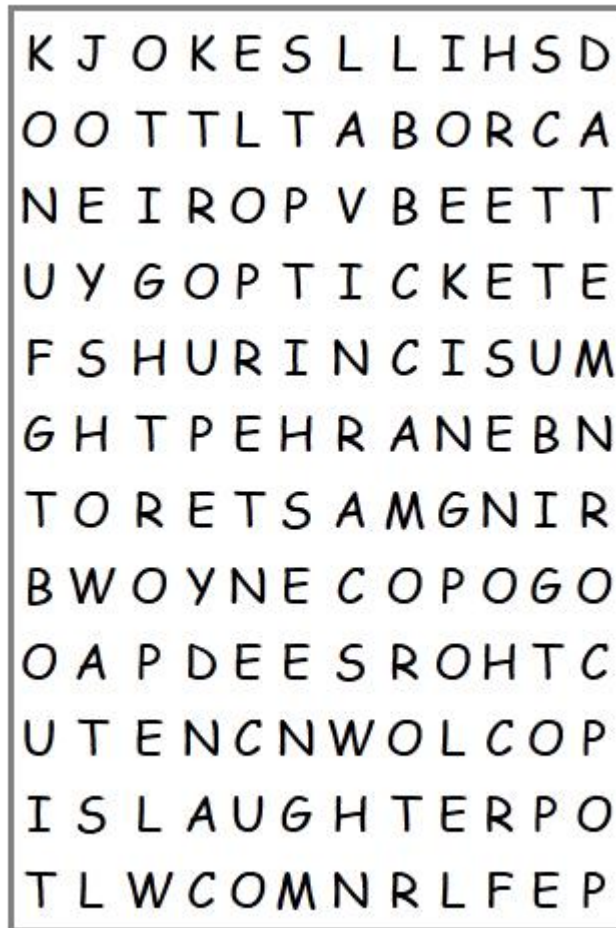 K J O K E S L L I H S D
O O T T L T A B O R C A
N E I R O P V B E E T T
U Y G O P T I C K E T E
F S H U R I N C I S U M
G H T P E H R A N E B N
T O R E T S A M G N I R
B W O Y N E C O P O G O
O A P D E E S R O H T C
U T E N C N W O L C O P
I S L A U G H T E R P O
T L W C O M N R L F E P